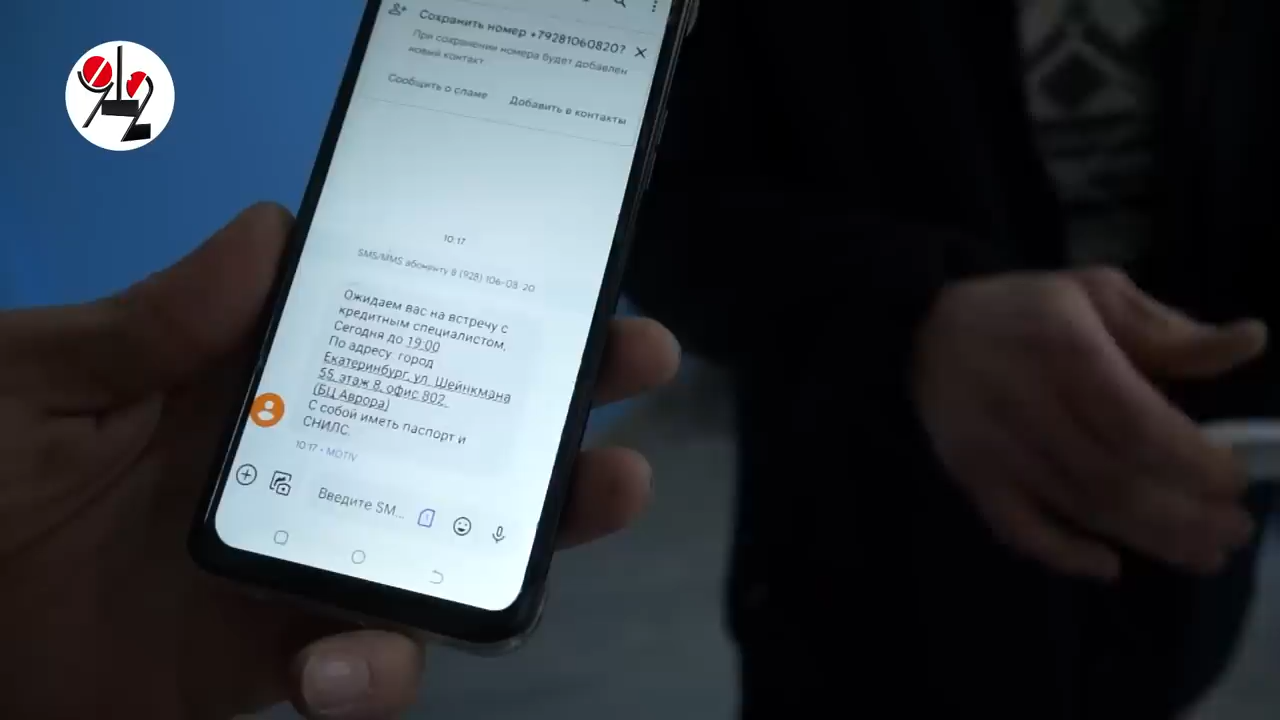 Сохранить номер +79281060820?
При сохранении номера будет добавлен
новый контакт
Сообщить о спаме
Добавить в контакты
10:17
SMS/MMS абоненту 8 (928) 106-08-20
Ожидаем вас на встречу с
кредитным специалистом,
Сегодня до 19:00
По адресу: город
Екатеринбург, ул. Шейнкмана
55, этаж 8, офис 802,
(БЦ Аврора)
С собой иметь паспорт и
СНИЛС.
10:17 • MOTIV
Введите SM...